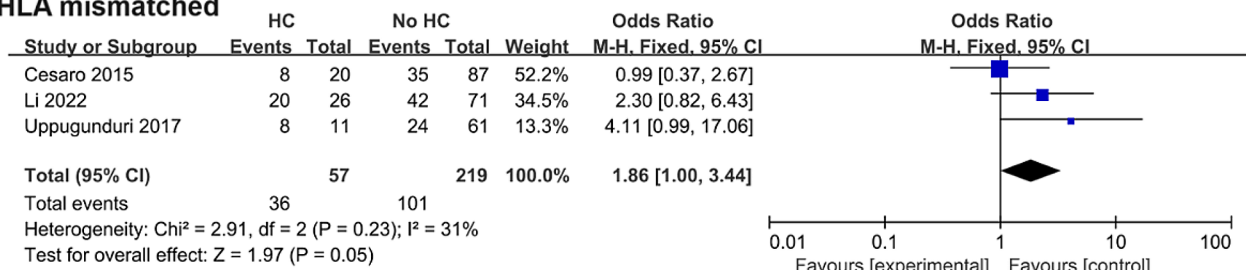 HLA mismatched
HC No HC Odds Ratio Odds Ratio
Study or Subgroup Events Total Events Total Weight M-H, Fixed, 95% CI M-H, Fixed, 95% CI
Cesaro 2015 8 20 35 87 52.2% 0.99 [0.37, 2.67]
Li 2022 20 26 42 71 34.5% 2.30 [0.82, 6.43]
Uppugunduri 2017 8 11 24 61 13.3% 4.11 [0.99, 17.06]
Total (95% CI) 57 219 100.0% 1.86 [1.00, 3.44]
Total events 36 101
Heterogeneity: Chi² = 2.91, df = 2 (P = 0.23); I² = 31%
Test for overall effect: Z = 1.97 (P = 0.05)
0.01 0.1 1 10 100
Favours [experimental] Favours [control]